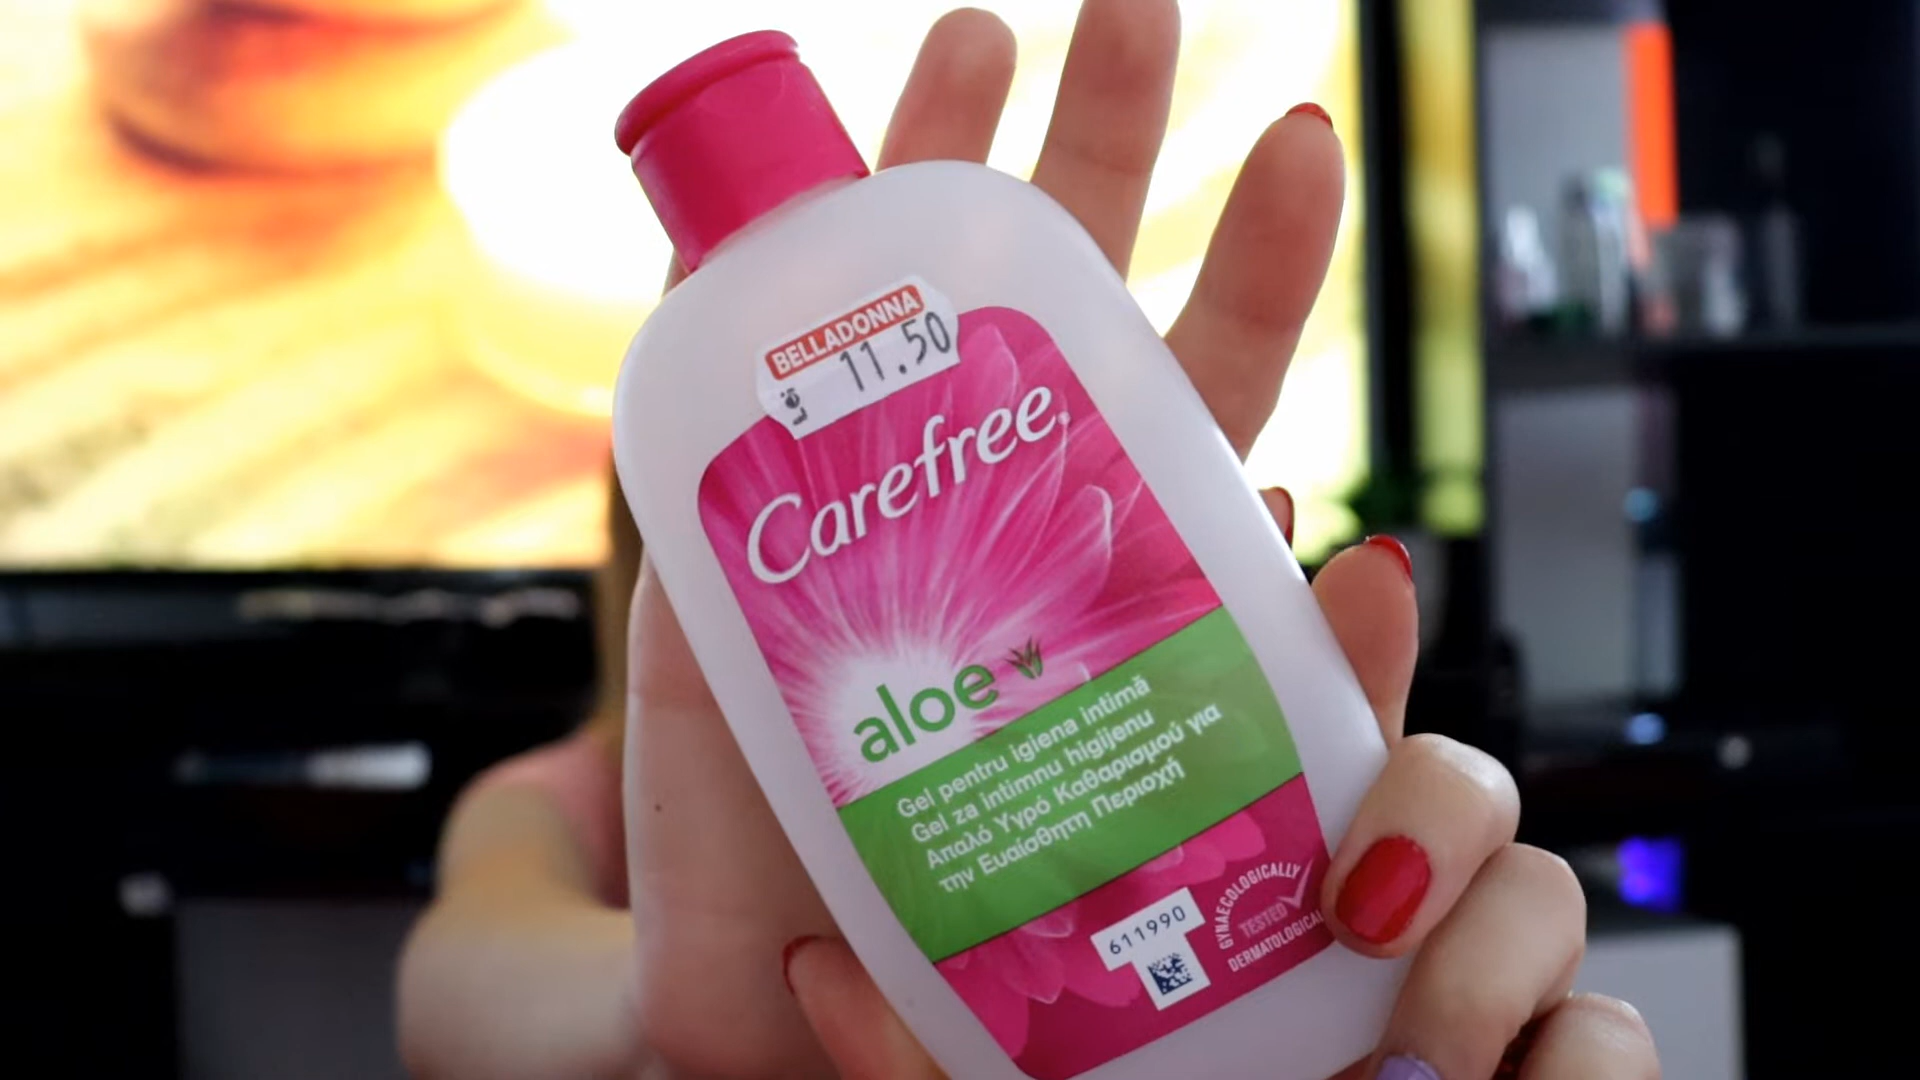 BELLADONNA
Lei 11.50
Carefree®
aloe
Gel pentru igiena intimă
Gel za intimnu higijenu
Απαλό Υγρό Καθαρισμού για
την Ευαίσθητη Περιοχή
611990
GYNAECOLOGICALLY
TESTED
DERMATOLOGICAL